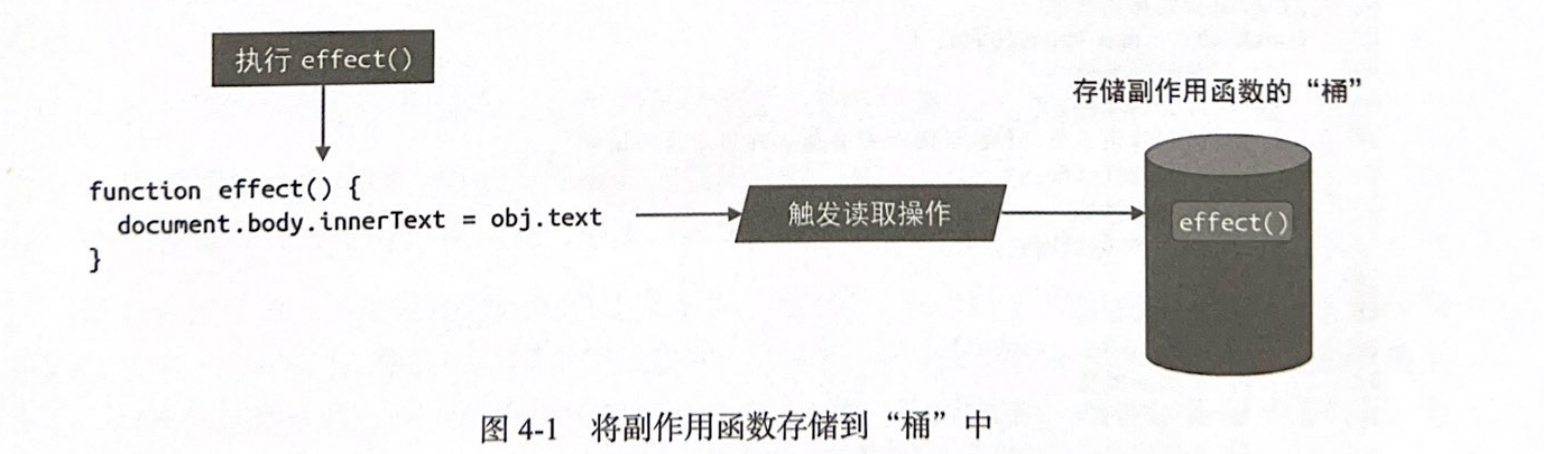 执行 effect()
存储副作用函数的“桶”
function effect() {
  document.body.innerText = obj.text
}
触发读取操作
effect()
图 4-1 将副作用函数存储到“桶”中